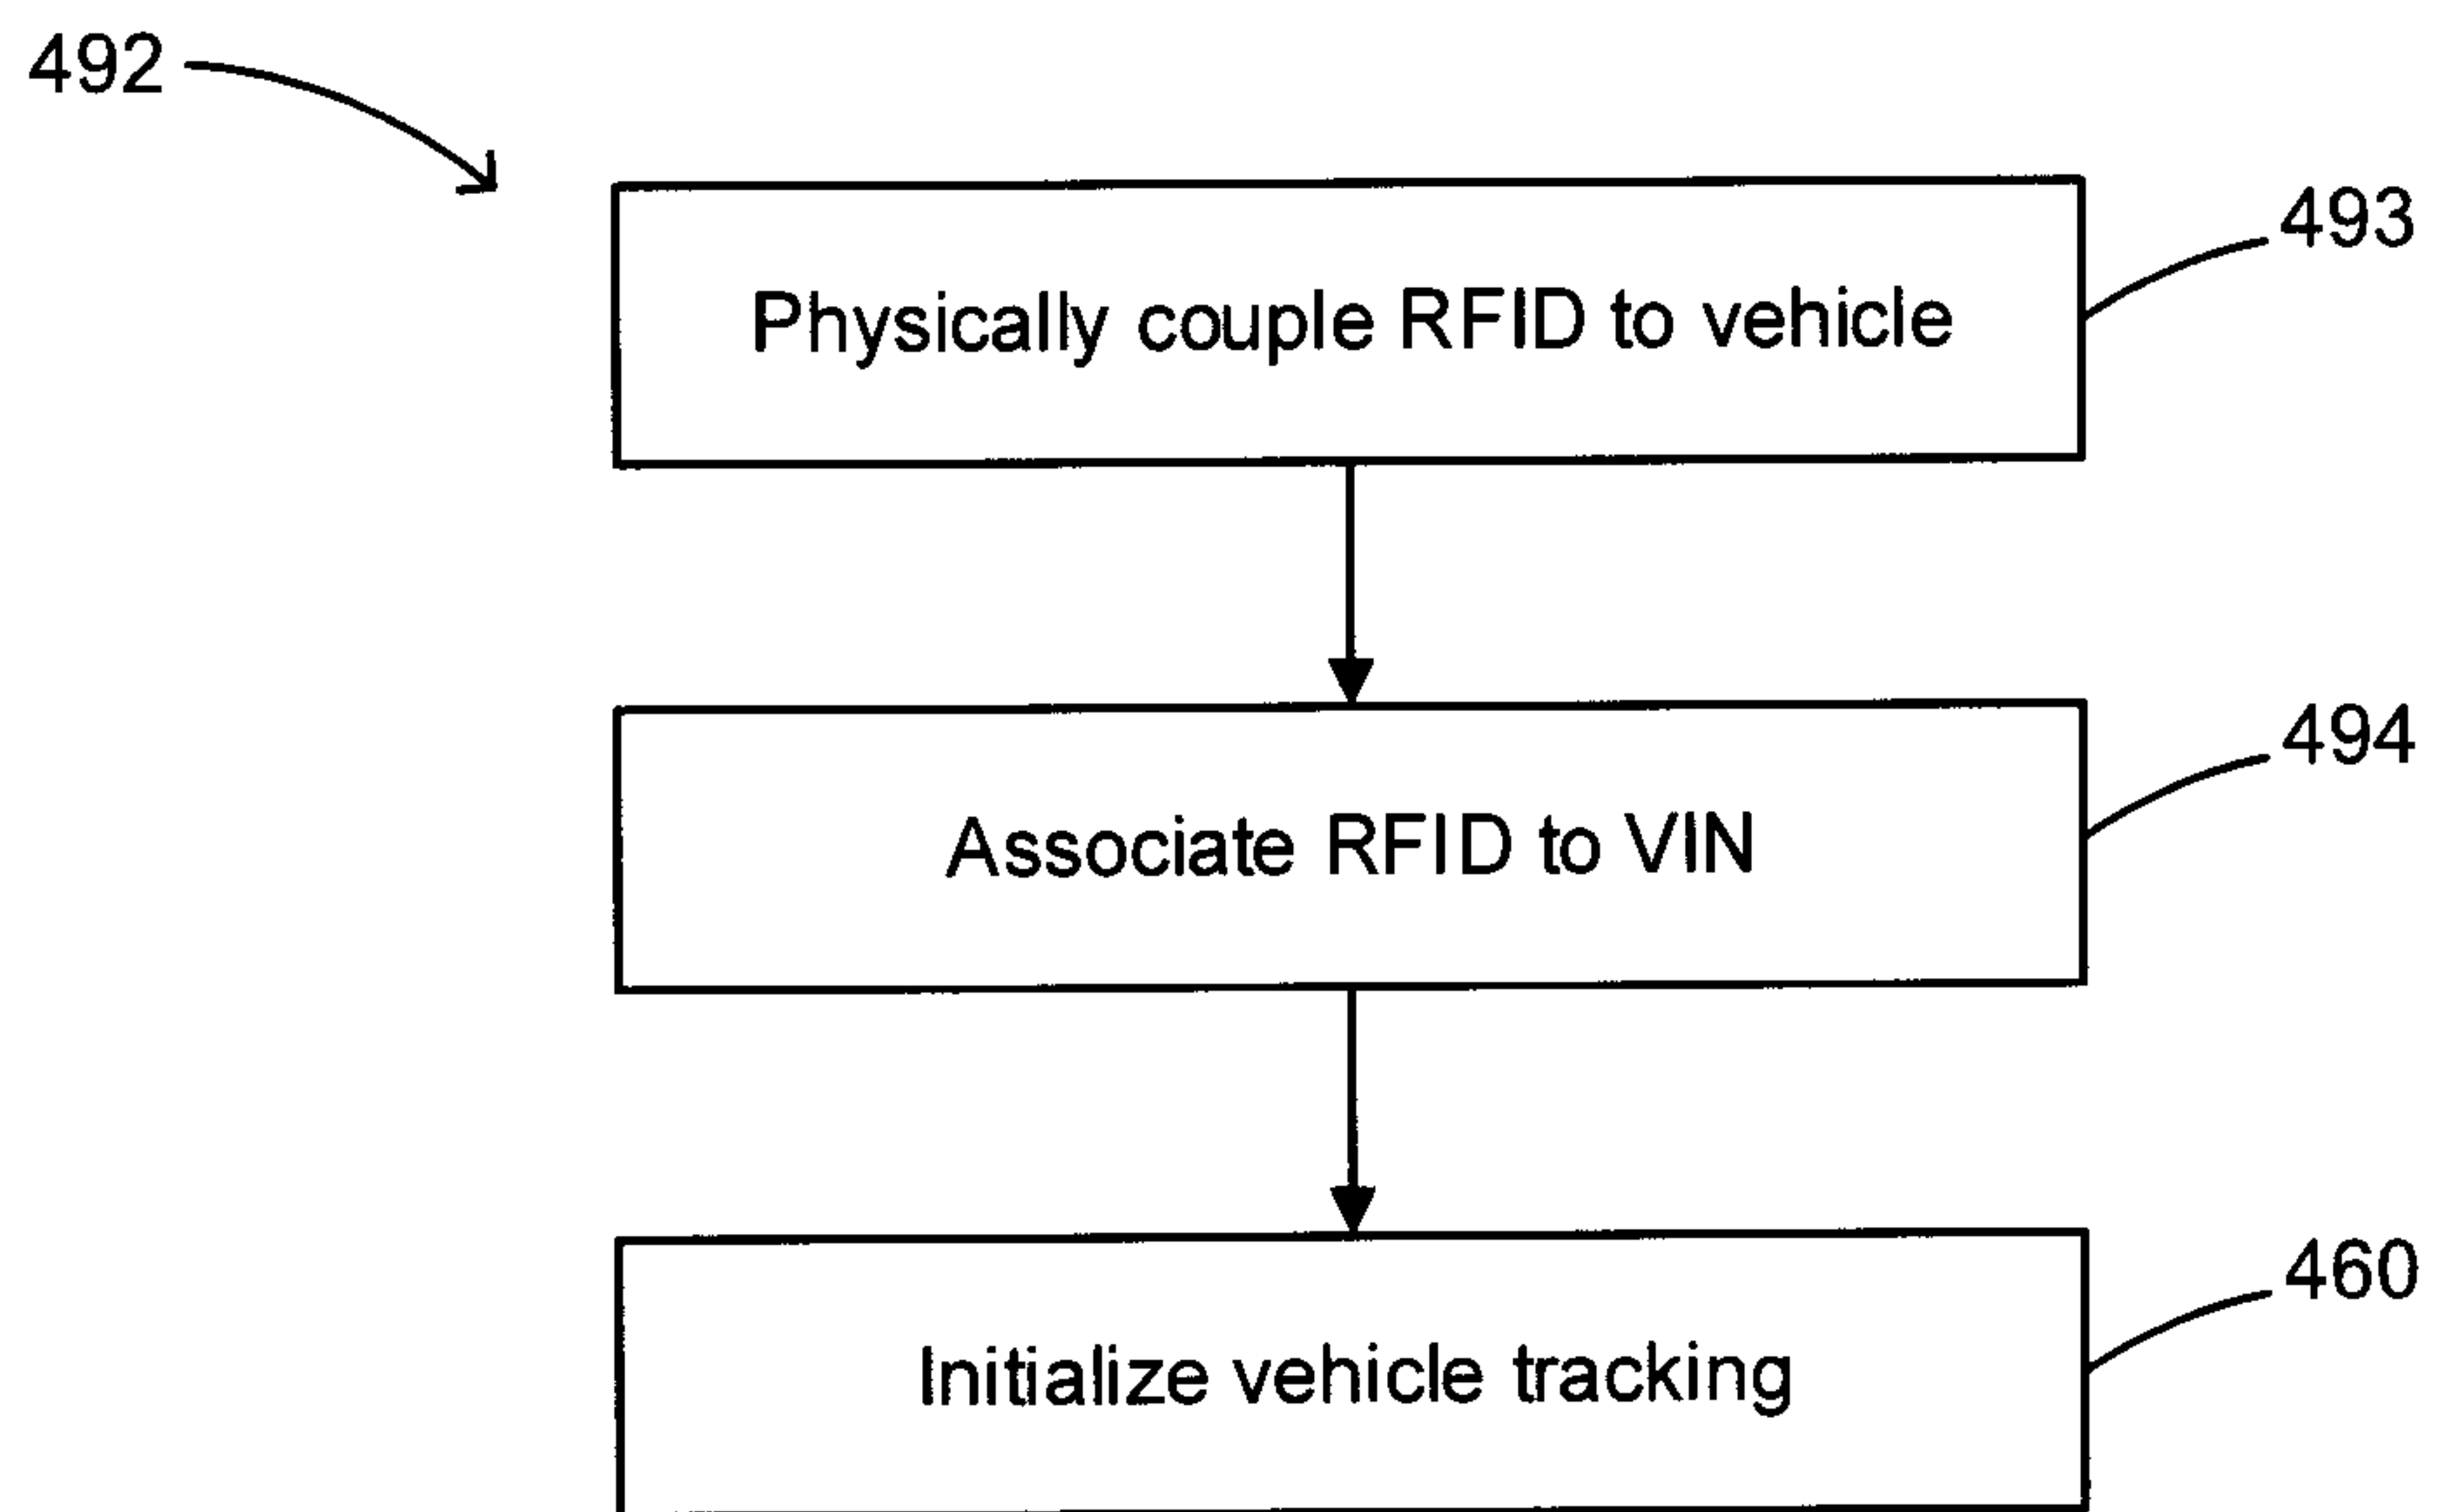 492
493
Physically couple RFID to vehicle
494
Associate RFID to VIN
460
Initialize vehicle tracking